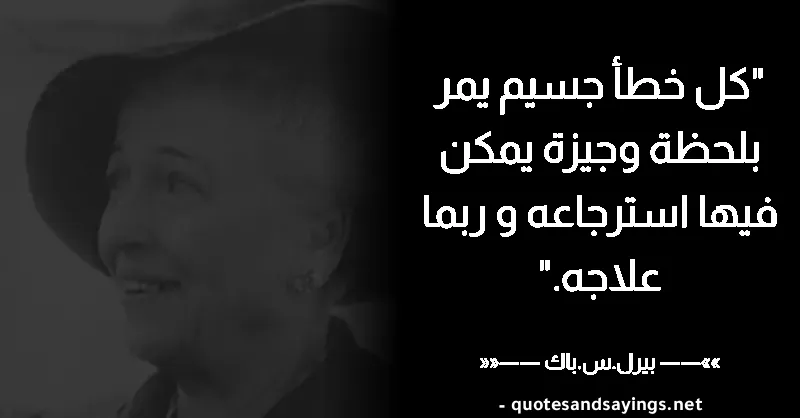 "كل خطأ جسيم يمر
بلحظة وجيزة يمكن
فيها استرجاعه و ربما
علاجه."
»»—— بيرل.س.باك ——««
- quotesandsayings.net